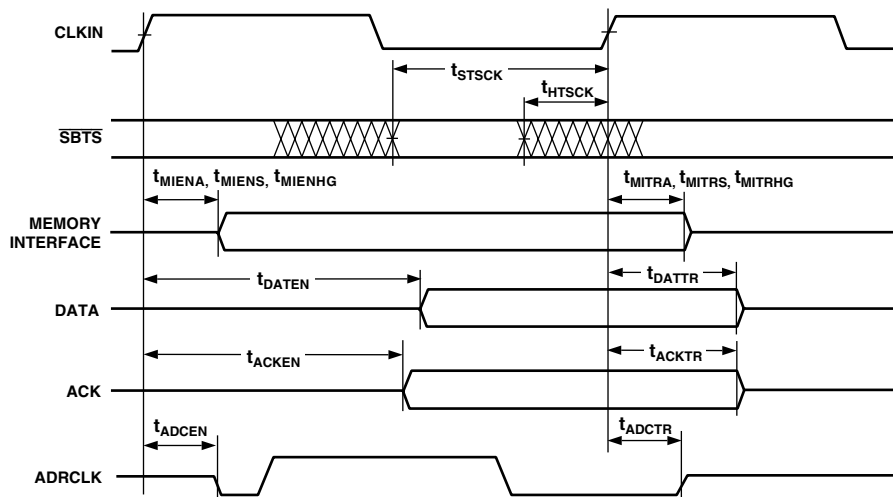 CLKIN
tSTSCK
tHTSCK
SBTS
tMIENA, tMIENS, tMIENHG
tMITRA, tMITRS, tMITRHG
MEMORY
INTERFACE
tDATEN
tDATTR
DATA
tACKEN
tACKTR
ACK
tADCEN
tADCTR
ADRCLK